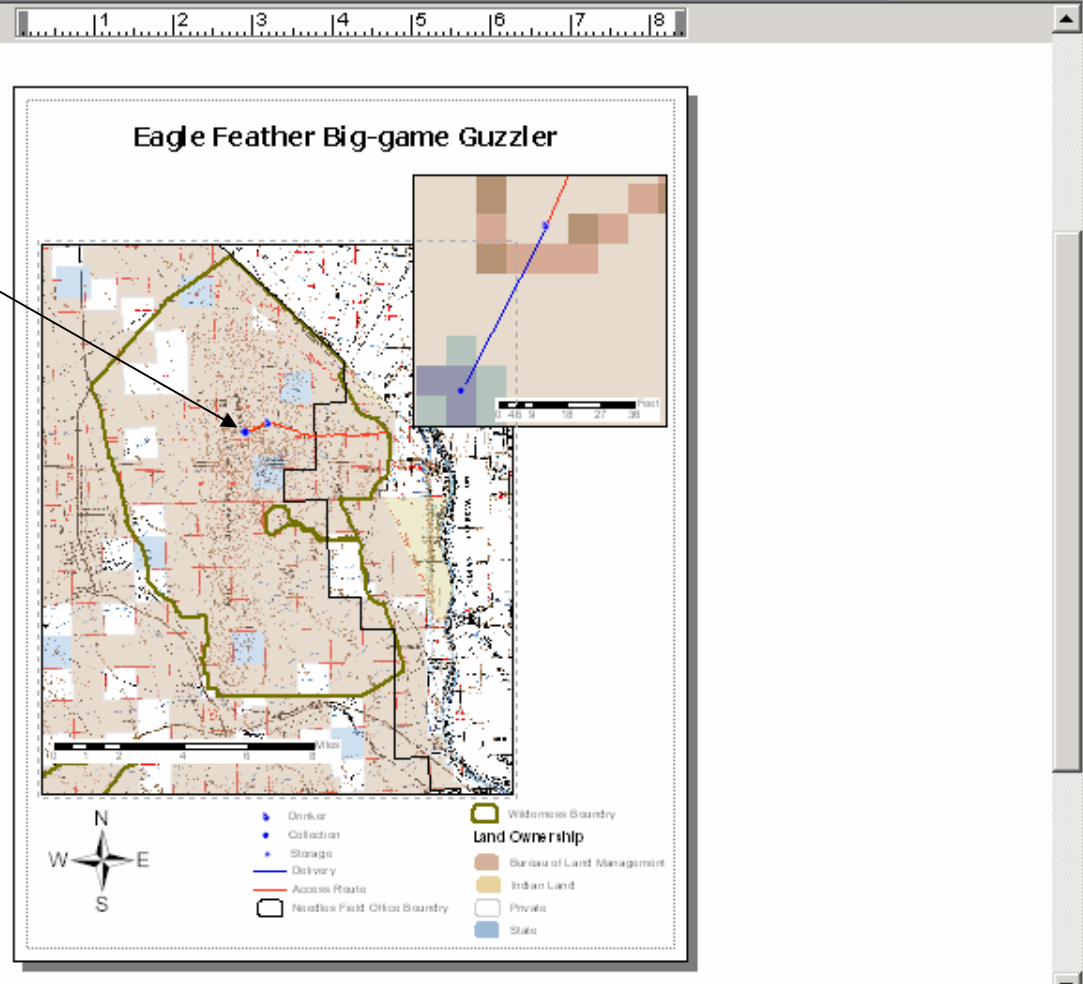 1 2 3 4 5 6 7 8
Eagle Feather Big-game Guzzler
Feet
0 4.5 9 18 27 36
Miles
0 1 2 4 6 8
N
W E
S
Drinker
Collection
Storage
Delivery
Access Route
Needles Field Office Boundry
Wilderness Boundry
Land Ownership
Bureau of Land Management
Indian Land
Private
State